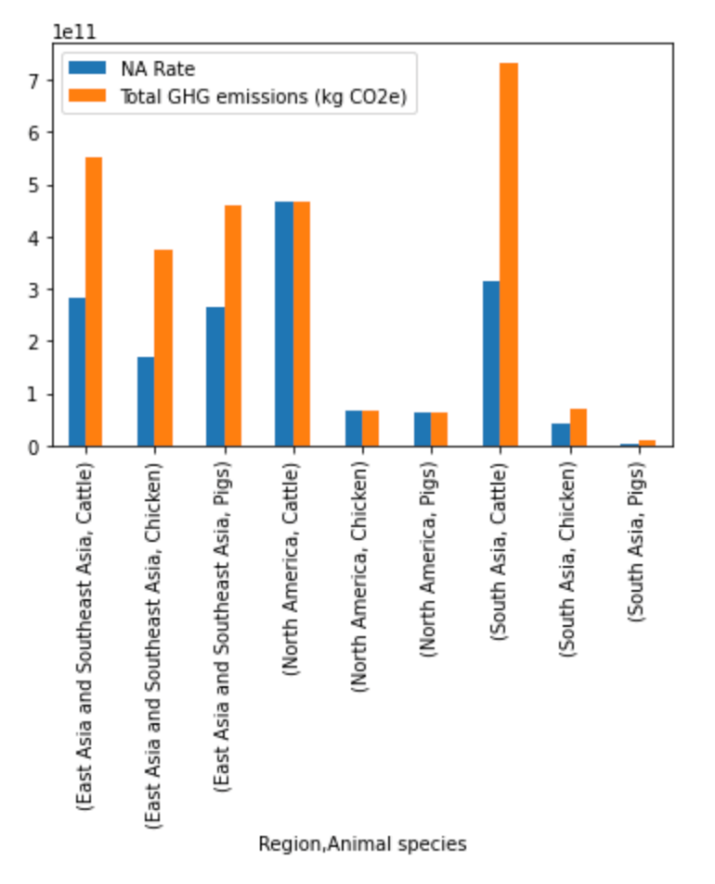 1e11
NA Rate
Total GHG emissions (kg CO2e)
7
6
5
4
3
2
1
0
(East Asia and Southeast Asia, Cattle)
(East Asia and Southeast Asia, Chicken)
(East Asia and Southeast Asia, Pigs)
(North America, Cattle)
(North America, Chicken)
(North America, Pigs)
(South Asia, Cattle)
(South Asia, Chicken)
(South Asia, Pigs)
Region,Animal species